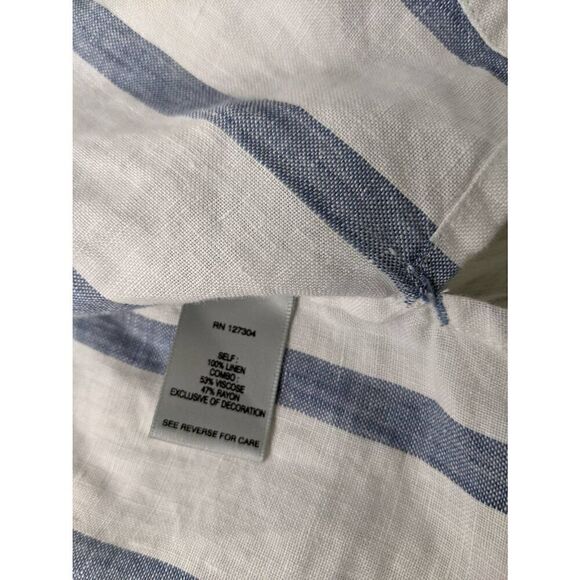 RN 127304
SELF :
100% LINEN
COMBO :
53% VISCOSE
47% RAYON
EXCLUSIVE OF DECORATION
SEE REVERSE FOR CARE